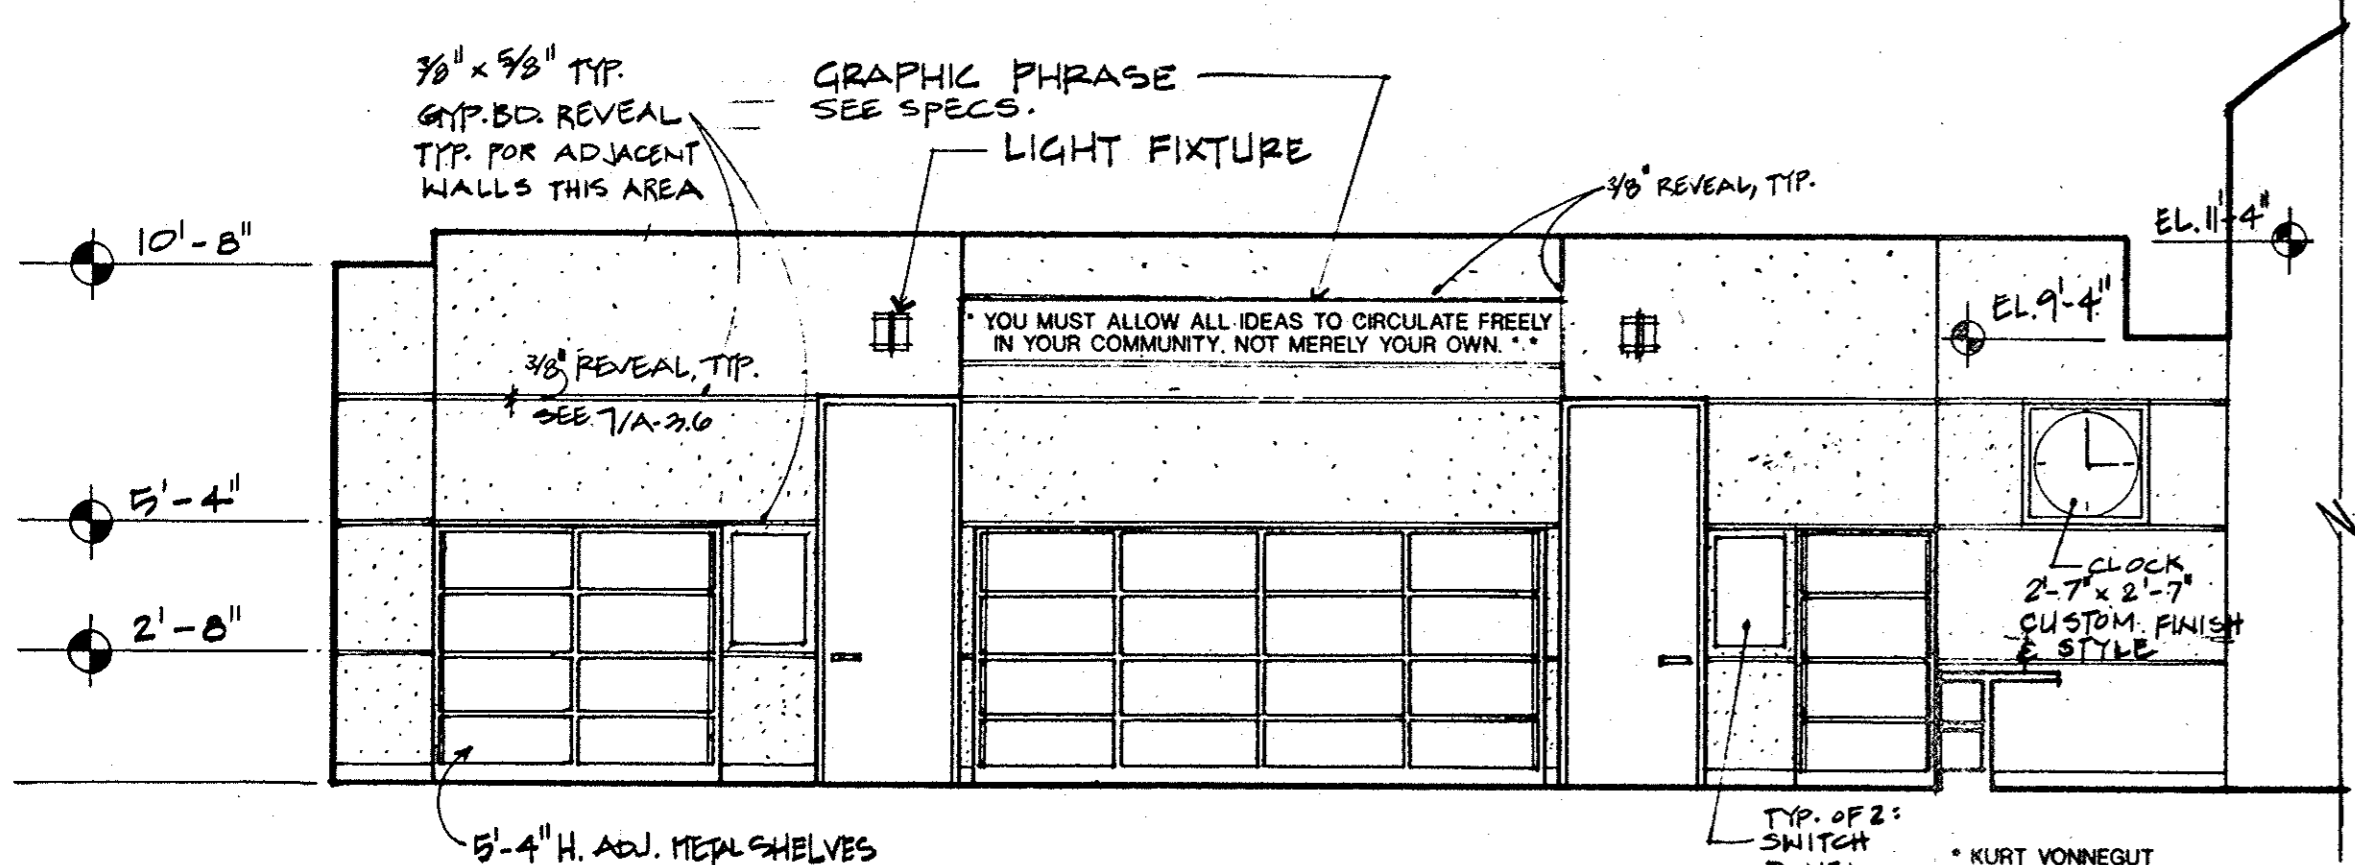 3/8" x 5/8" TYP.
GYP. BD. REVEAL
TYP. FOR ADJACENT
WALLS THIS AREA
GRAPHIC PHRASE
SEE SPECS.
LIGHT FIXTURE
3/8" REVEAL, TYP.
10'-8"
EL. 11'-4"
EL. 9'-4"
" YOU MUST ALLOW ALL IDEAS TO CIRCULATE FREELY
IN YOUR COMMUNITY, NOT MERELY YOUR OWN. " *
3/8" REVEAL, TYP.
SEE 7/A-3.6
5'-4"
CLOCK
2'-7" x 2'-7"
CUSTOM FINISH
& STYLE
2'-8"
5'-4" H. ADJ. METAL SHELVES
TYP. OF 2:
SWITCH
* KURT VONNEGUT